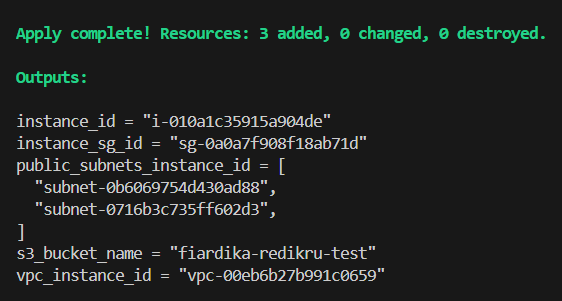 Apply complete! Resources: 3 added, 0 changed, 0 destroyed.
Outputs:
instance_id = "i-010a1c35915a904de"
instance_sg_id = "sg-0a0a7f908f18ab71d"
public_subnets_instance_id = [
  "subnet-0b6069754d430ad88",
  "subnet-0716b3c735ff602d3",
]
s3_bucket_name = "fiardika-redikru-test"
vpc_instance_id = "vpc-00eb6b27b991c0659"